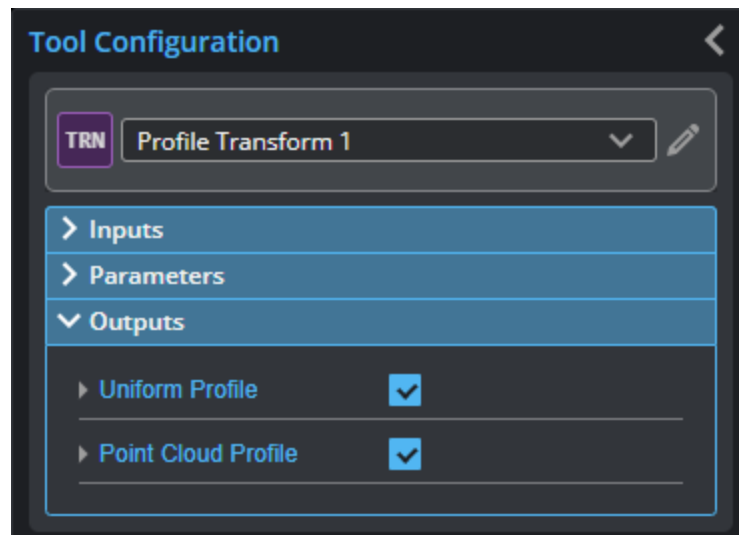 Tool Configuration
TRN Profile Transform 1
Inputs
Parameters
Outputs
Uniform Profile
Point Cloud Profile